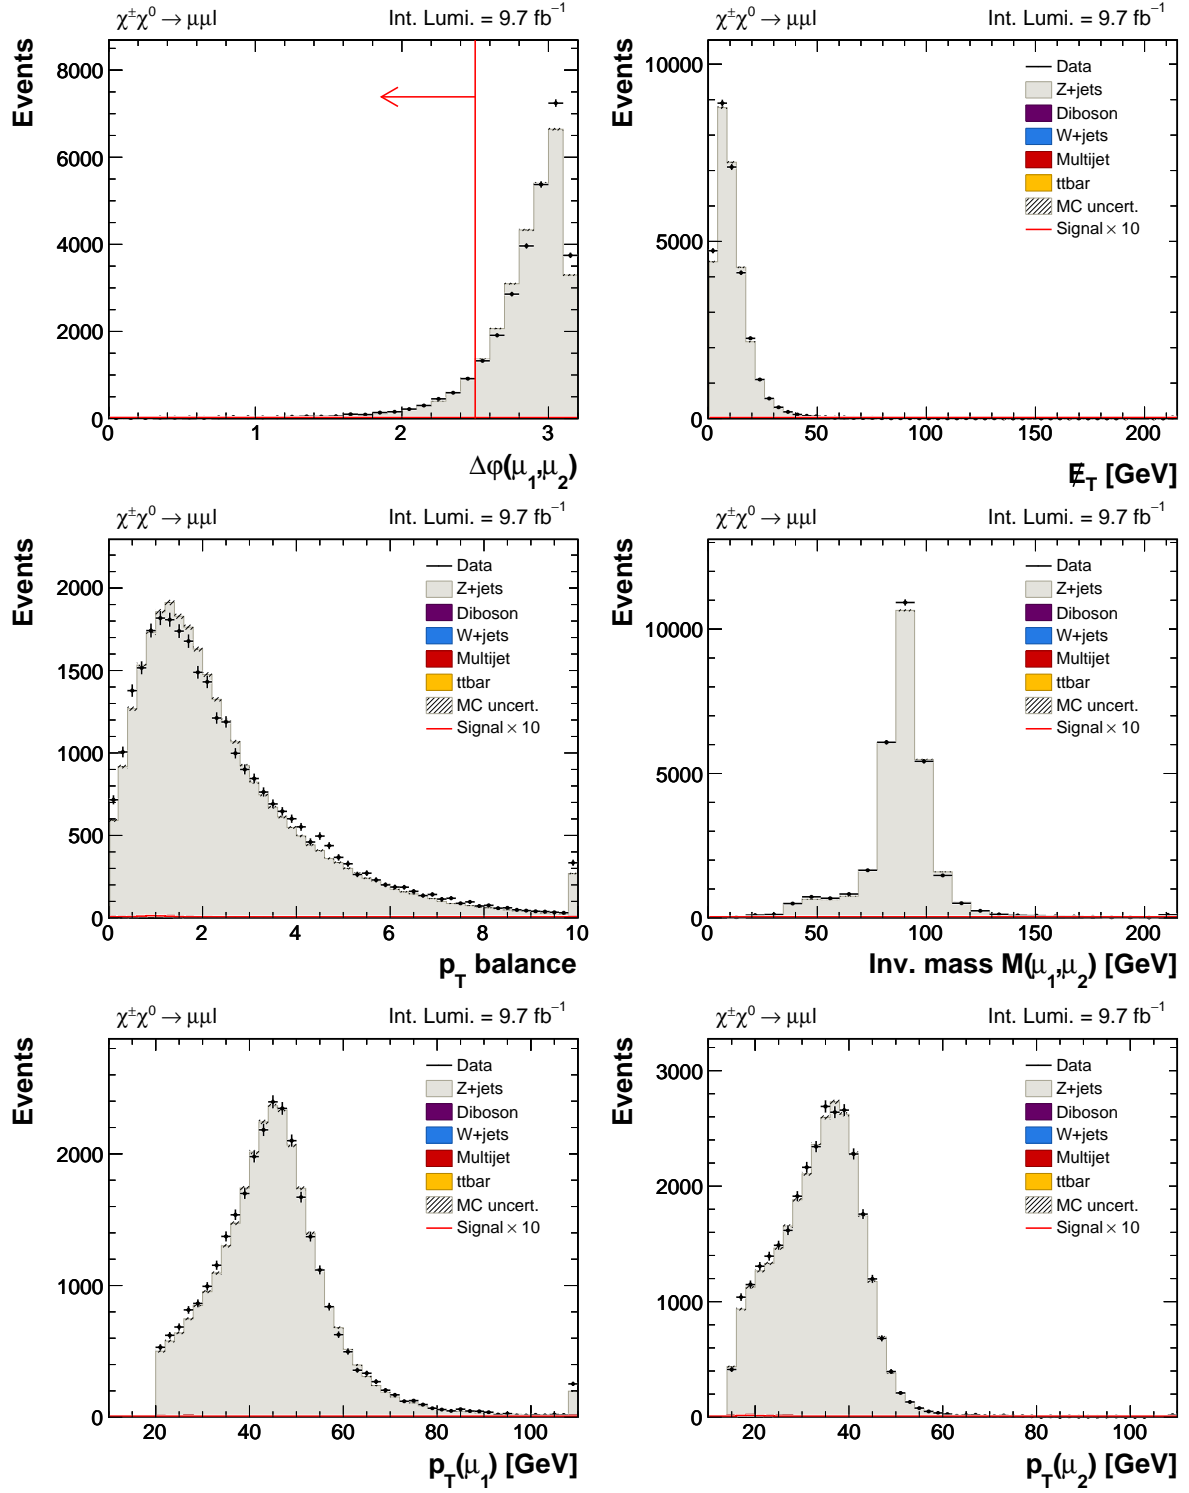 χ±χ0 → μμl Int. Lumi. = 9.7 fb−1
Events
8000
6000
4000
2000
0
0 1 2 3
Δφ(μ1,μ2)
χ±χ0 → μμl Int. Lumi. = 9.7 fb−1
Events
10000
5000
0
Data
Z+jets
Diboson
W+jets
Multijet
ttbar
MC uncert.
Signal × 10
0 50 100 150 200
E̸T [GeV]
χ±χ0 → μμl Int. Lumi. = 9.7 fb−1
Events
2000
1500
1000
500
0
Data
Z+jets
Diboson
W+jets
Multijet
ttbar
MC uncert.
Signal × 10
0 2 4 6 8 10
pT balance
χ±χ0 → μμl Int. Lumi. = 9.7 fb−1
Events
10000
5000
0
Data
Z+jets
Diboson
W+jets
Multijet
ttbar
MC uncert.
Signal × 10
0 50 100 150 200
Inv. mass M(μ1,μ2) [GeV]
χ±χ0 → μμl Int. Lumi. = 9.7 fb−1
Events
2000
1000
0
Data
Z+jets
Diboson
W+jets
Multijet
ttbar
MC uncert.
Signal × 10
20 40 60 80 100
pT(μ1) [GeV]
χ±χ0 → μμl Int. Lumi. = 9.7 fb−1
Events
3000
2000
1000
0
Data
Z+jets
Diboson
W+jets
Multijet
ttbar
MC uncert.
Signal × 10
20 40 60 80 100
pT(μ2) [GeV]